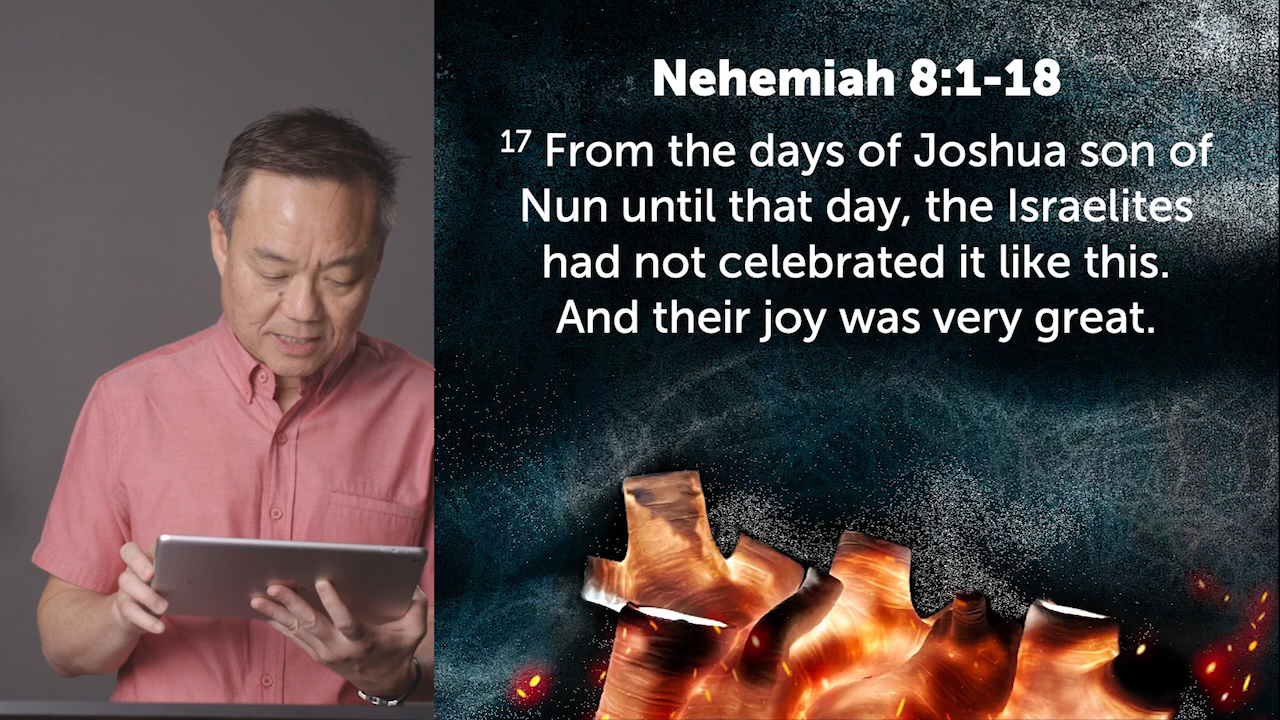 Nehemiah 8:1-18
17 From the days of Joshua son of
Nun until that day, the Israelites
had not celebrated it like this.
And their joy was very great.